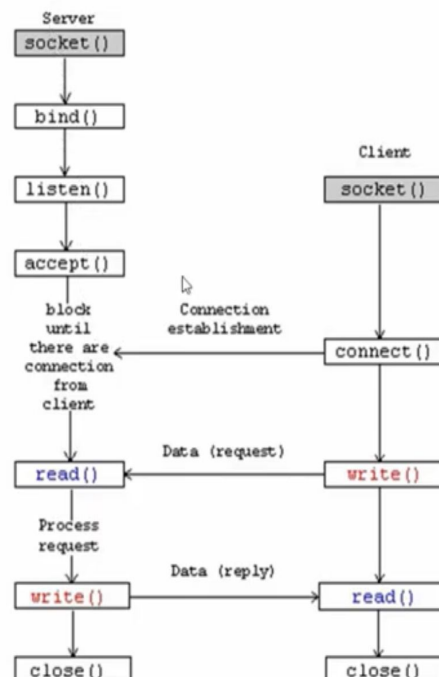 Server
socket()
bind()
listen()
accept()
block
until
there are
connection
from
client
read()
Process
request
write()
close()
Connection
establishment
Data (request)
Data (reply)
Client
socket()
connect()
write()
read()
close()